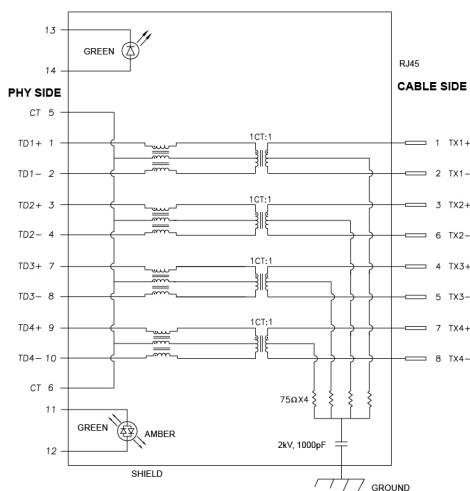 13
GREEN
14
RJ45
PHY SIDE
CABLE SIDE
CT 5
1CT:1
TD1+ 1
1 TX1+
TD1- 2
2 TX1-
1CT:1
TD2+ 3
3 TX2+
TD2- 4
6 TX2-
1CT:1
TD3+ 7
4 TX3+
TD3- 8
5 TX3-
1CT:1
TD4+ 9
7 TX4+
TD4- 10
8 TX4-
CT 6
75ΩX4
11
GREEN
AMBER
2kV, 1000pF
12
SHIELD
GROUND